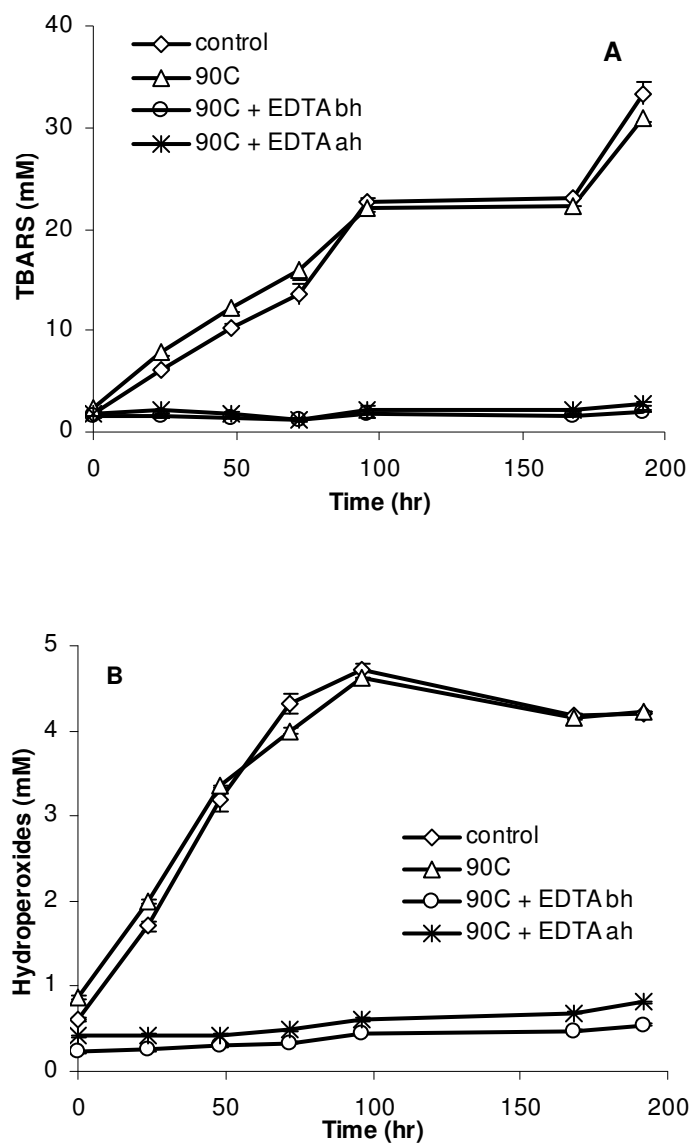 40
30
20
10
0
TBARS (mM)
control
90C
90C + EDTA bh
90C + EDTA ah
A
0 50 100 150 200
Time (hr)
5
4
3
2
1
0
Hydroperoxides (mM)
B
control
90C
90C + EDTA bh
90C + EDTA ah
0 50 100 150 200
Time (hr)